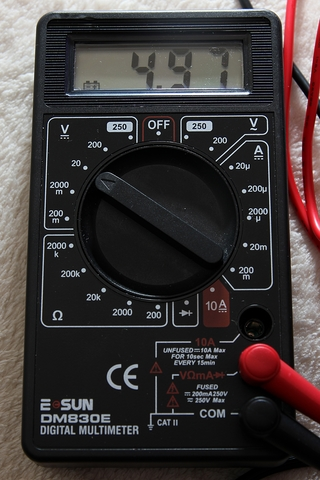 4.97
OFF
V 250 250 V
200 200 A
20 20µ
2000 m 200µ
200 m 2000 µ
2000 k 20m
200k 200 m
20k 2000 200 10A
Ω
10A
UNFUSED 10A Max
FOR 10sec Max
EVERY 15min
CE
VΩmA
E SUN FUSED
DM830E 200mA250V
250V Max
DIGITAL MULTIMETER CAT II COM